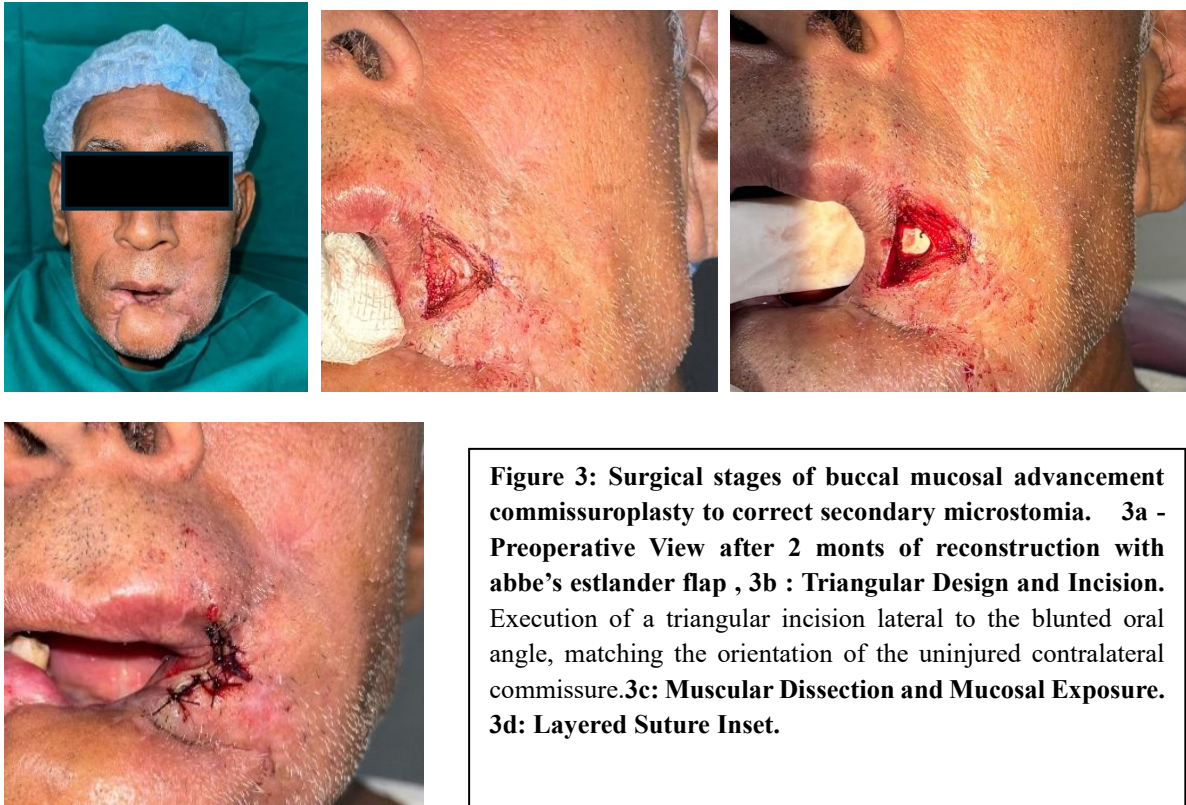 Figure 3: Surgical stages of buccal mucosal advancement
commissuroplasty to correct secondary microstomia. 3a -
Preoperative View after 2 monts of reconstruction with
abbe’s estlander flap , 3b : Triangular Design and Incision.
Execution of a triangular incision lateral to the blunted oral
angle, matching the orientation of the uninjured contralateral
commissure.3c: Muscular Dissection and Mucosal Exposure.
3d: Layered Suture Inset.